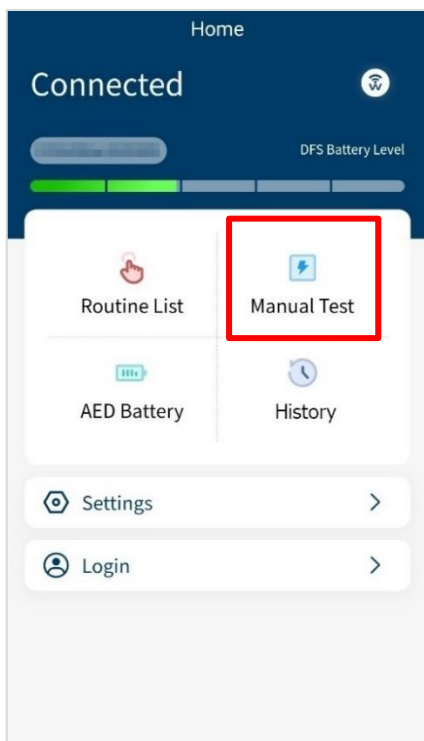 Home
Connected
DFS Battery Level
Routine List
Manual Test
AED Battery
History
Settings
Login